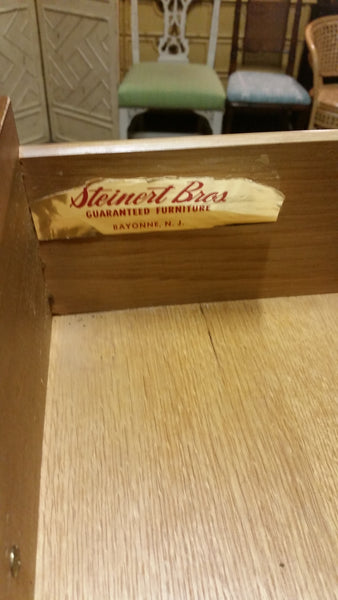 Steinert Bros.
GUARANTEED FURNITURE
BAYONNE, N. J.